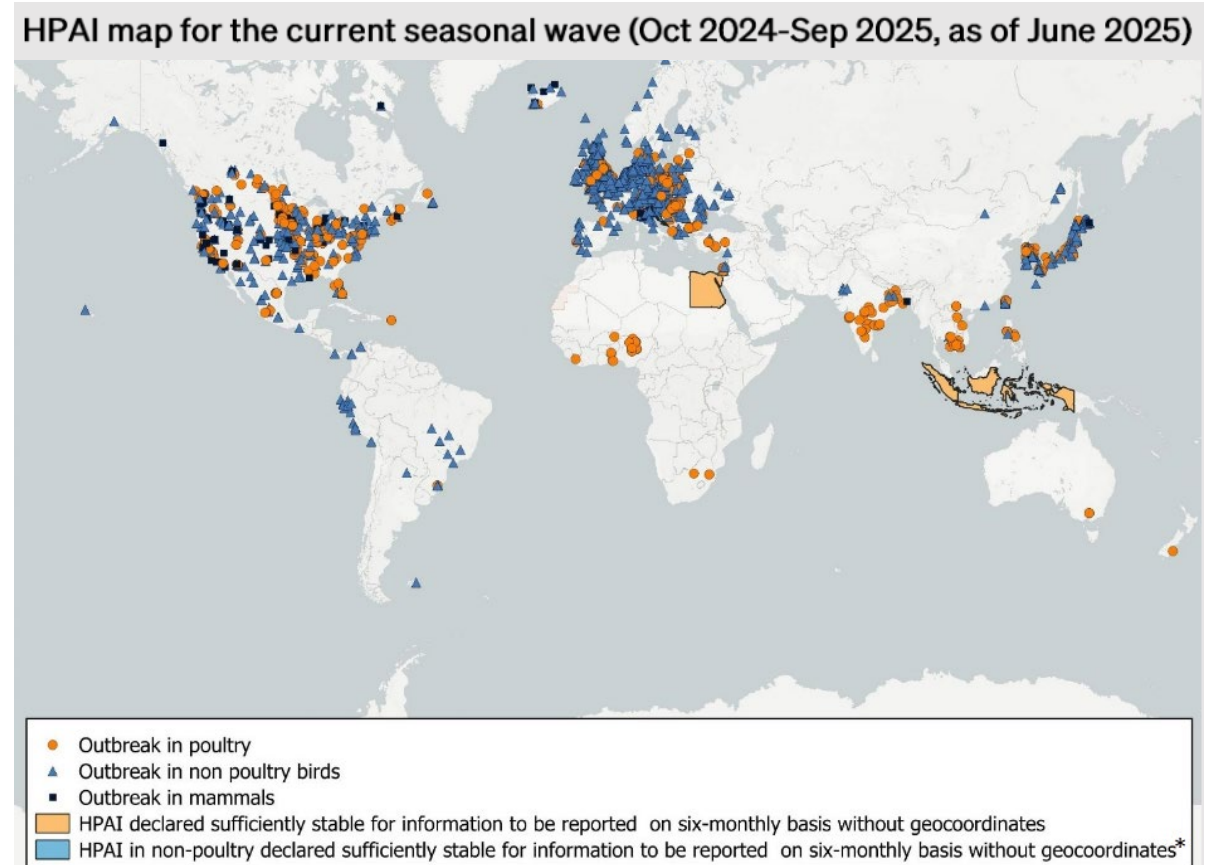 HPAI map for the current seasonal wave (Oct 2024-Sep 2025, as of June 2025)
Outbreak in poultry
Outbreak in non poultry birds
Outbreak in mammals
HPAI declared sufficiently stable for information to be reported on six-monthly basis without geocoordinates
HPAI in non-poultry declared sufficiently stable for information to be reported on six-monthly basis without geocoordinates*